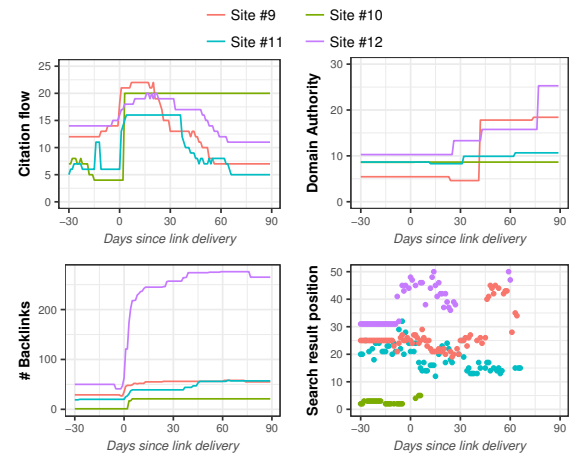 Site #9 Site #10
Site #11 Site #12
Citation flow
25
20
15
10
5
0
−30 0 30 60 90
Days since link delivery
Domain Authority
30
20
10
0
−30 0 30 60 90
Days since link delivery
# Backlinks
200
100
0
−30 0 30 60 90
Days since link delivery
Search result position
50
40
30
20
10
0
−30 0 30 60 90
Days since link delivery